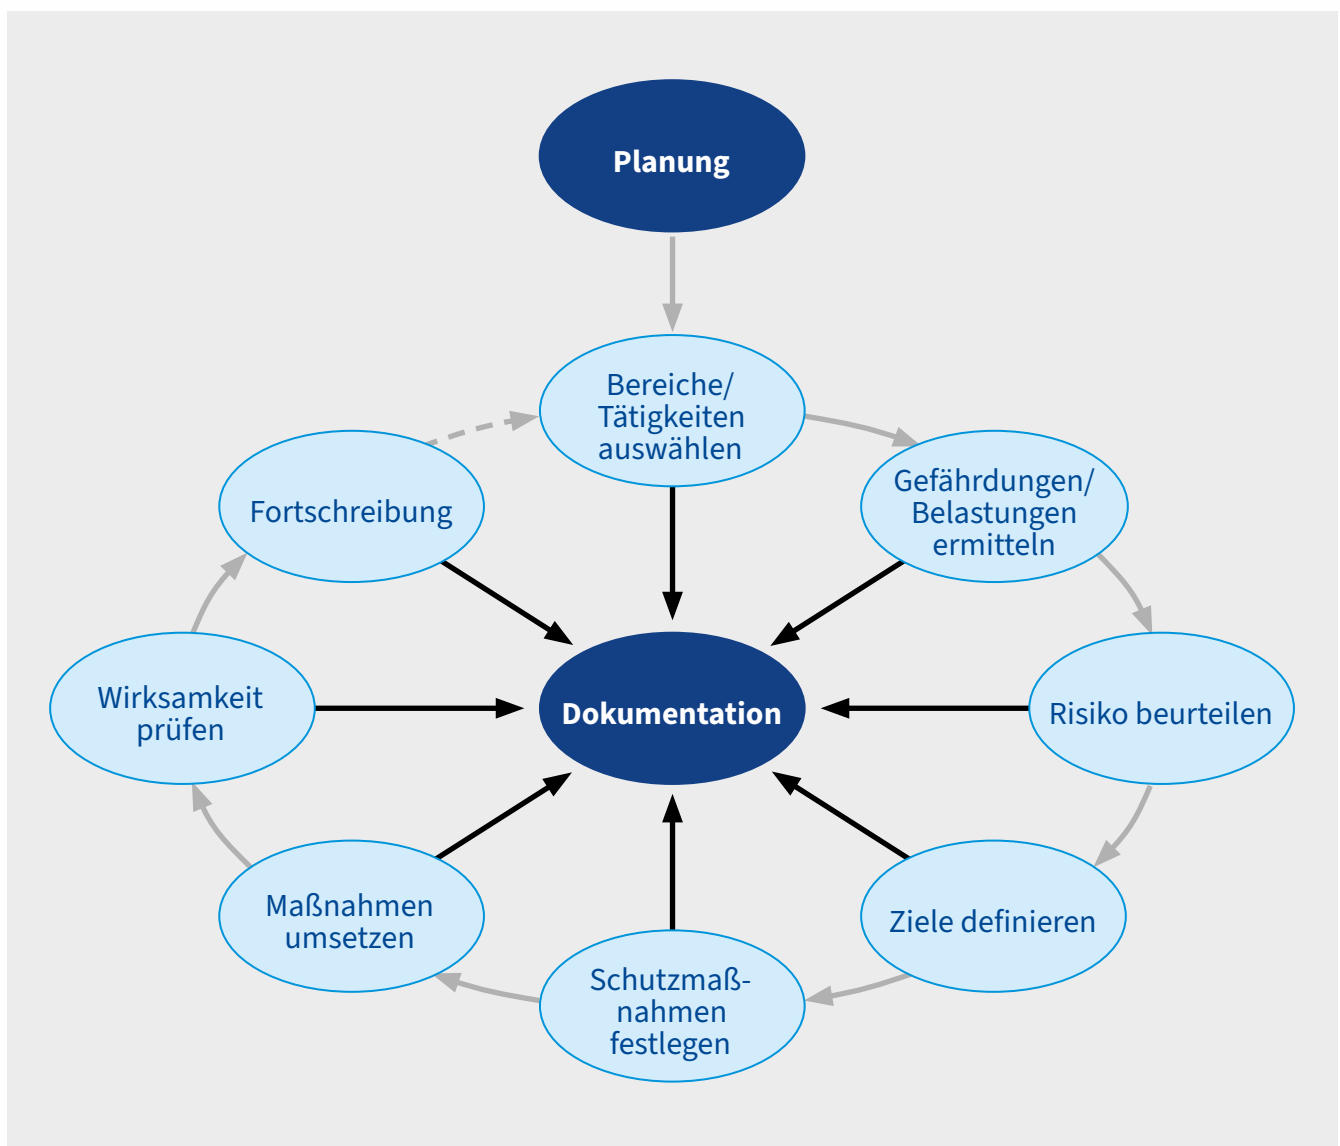 Planung
Bereiche/
Tätigkeiten
auswählen
Gefährdungen/
Belastungen
ermitteln
Fortschreibung
Wirksamkeit
prüfen
Dokumentation
Risiko beurteilen
Maßnahmen
umsetzen
Ziele definieren
Schutzmaß-
nahmen
festlegen